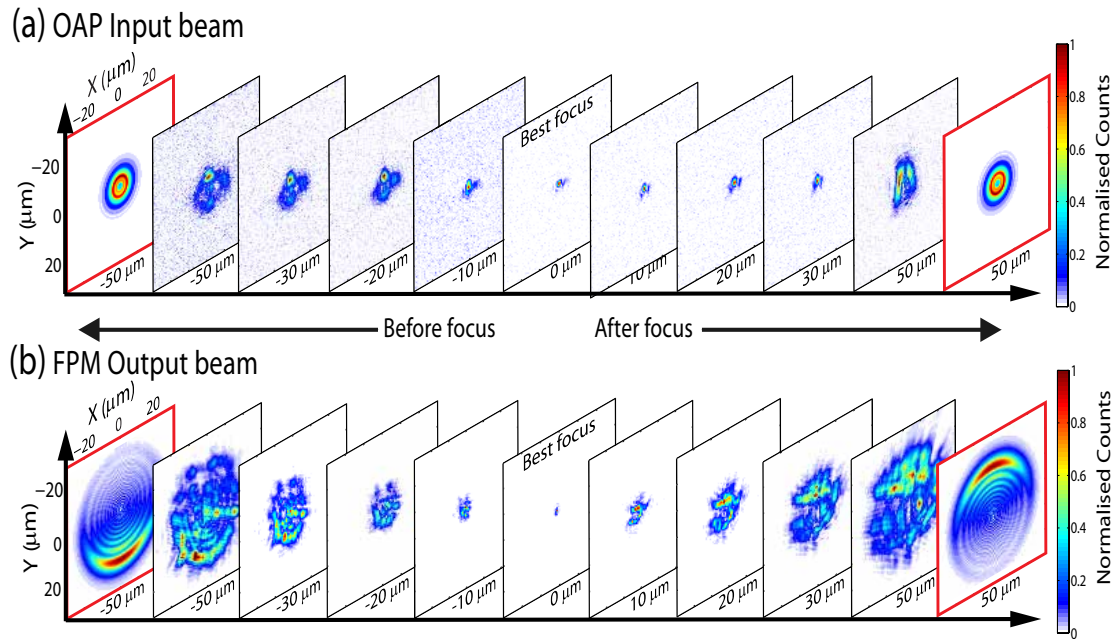 (a) OAP Input beam
X (µm)
−20 0 20
Y (µm)
−20
0
20
Best focus
-50 µm
-50 µm
-30 µm
-20 µm
-10 µm
0 µm
10 µm
20 µm
30 µm
50 µm
50 µm
1
0.8
0.6
0.4
0.2
0
Normalised Counts
Before focus After focus
(b) FPM Output beam
X (µm)
−20 0 20
Y (µm)
−20
0
20
Best focus
-50 µm
-50 µm
-30 µm
-20 µm
-10 µm
0 µm
10 µm
20 µm
30 µm
50 µm
50 µm
1
0.8
0.6
0.4
0.2
0
Normalised Counts